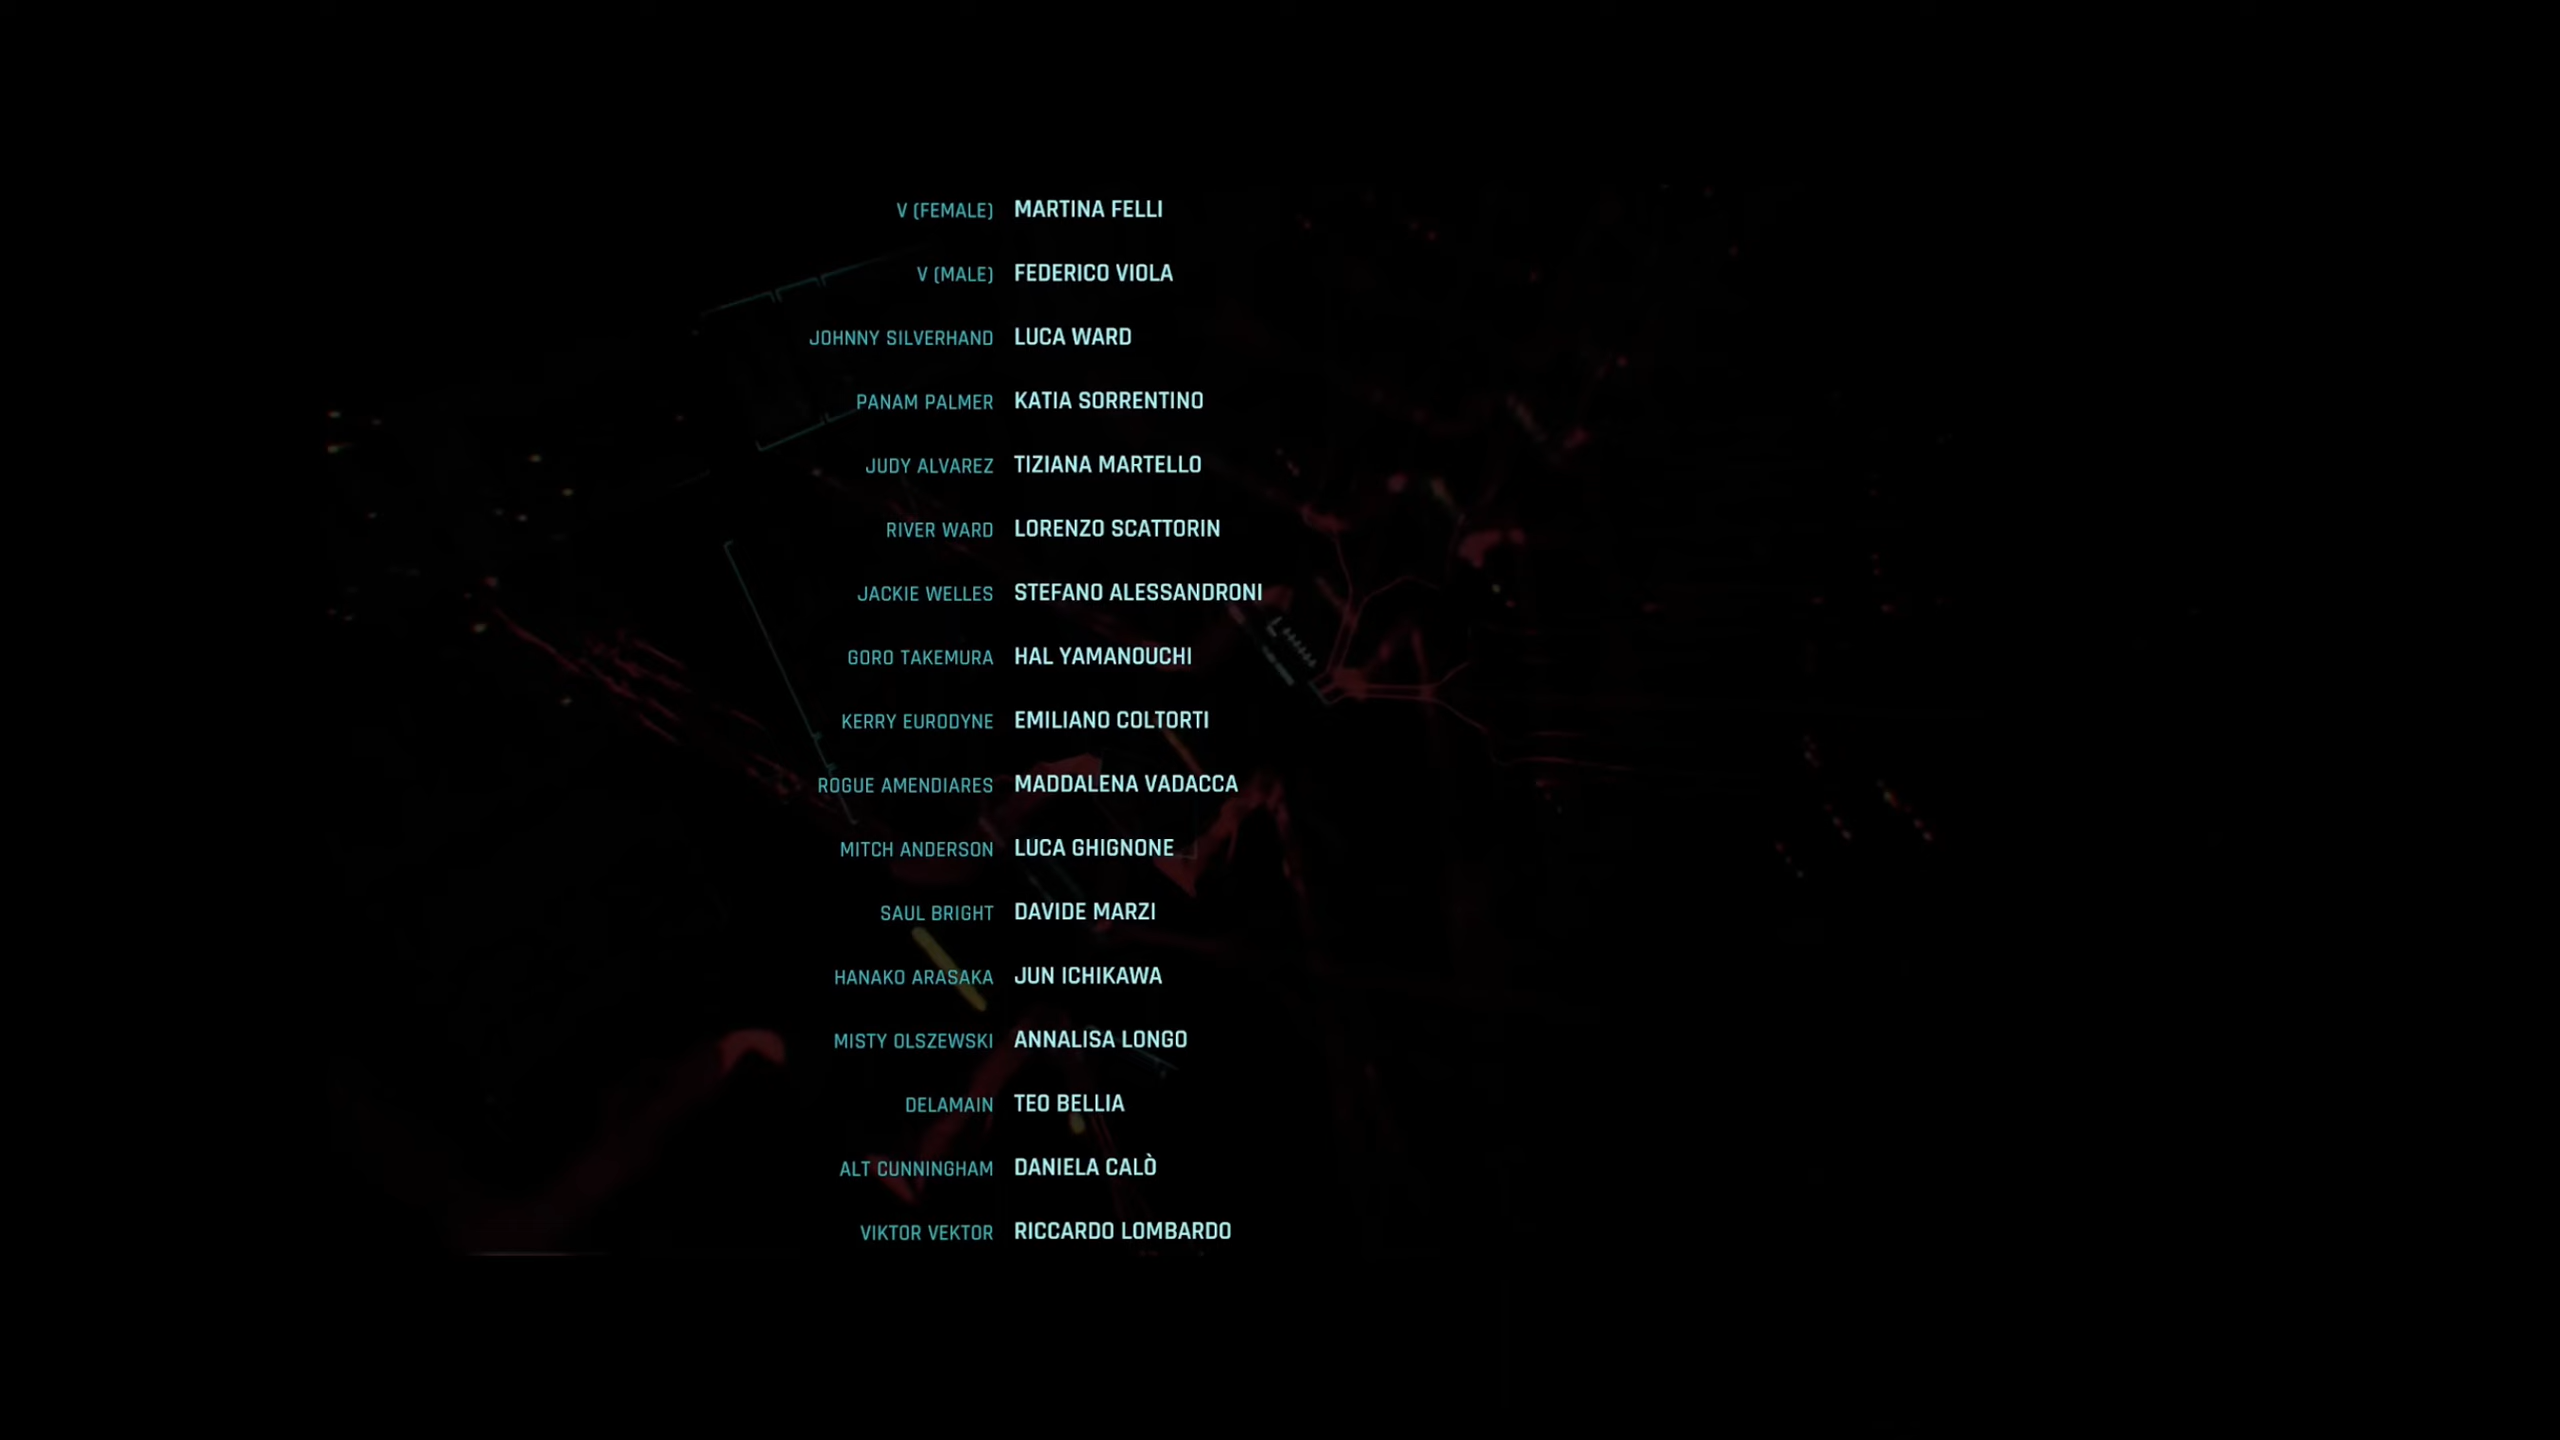 V (FEMALE) MARTINA FELLI
V (MALE) FEDERICO VIOLA
JOHNNY SILVERHAND LUCA WARD
PANAM PALMER KATIA SORRENTINO
JUDY ALVAREZ TIZIANA MARTELLO
RIVER WARD LORENZO SCATTORIN
JACKIE WELLES STEFANO ALESSANDRONI
GORO TAKEMURA HAL YAMANOUCHI
KERRY EURODYNE EMILIANO COLTORTI
ROGUE AMENDIARES MADDALENA VADACCA
MITCH ANDERSON LUCA GHIGNONE
SAUL BRIGHT DAVIDE MARZI
HANAKO ARASAKA JUN ICHIKAWA
MISTY OLSZEWSKI ANNALISA LONGO
DELAMAIN TEO BELLIA
ALT CUNNINGHAM DANIELA CALÒ
VIKTOR VEKTOR RICCARDO LOMBARDO